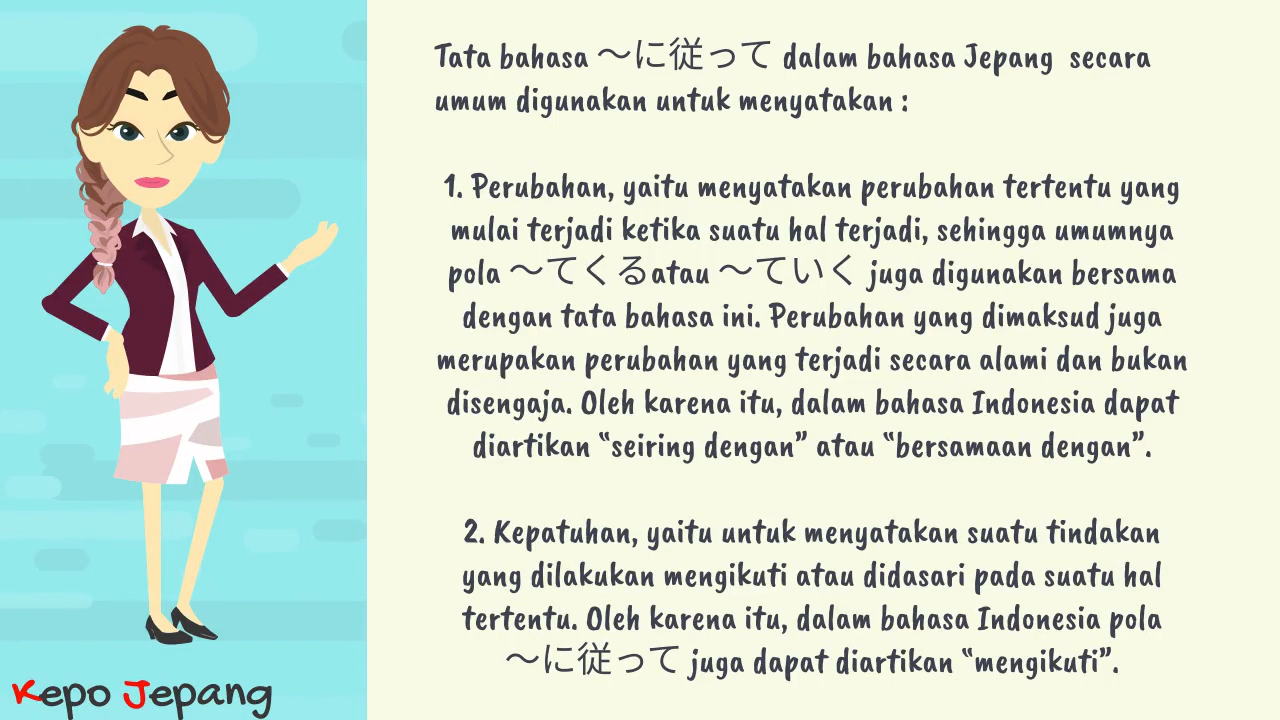 Tata bahasa ～に従って dalam bahasa Jepang secara
umum digunakan untuk menyatakan :
1. Perubahan, yaitu menyatakan perubahan tertentu yang
mulai terjadi ketika suatu hal terjadi, sehingga umumnya
pola ～てくるatau ～ていく juga digunakan bersama
dengan tata bahasa ini. Perubahan yang dimaksud juga
merupakan perubahan yang terjadi secara alami dan bukan
disengaja. Oleh karena itu, dalam bahasa Indonesia dapat
diartikan “seiring dengan” atau “bersamaan dengan”.
2. Kepatuhan, yaitu untuk menyatakan suatu tindakan
yang dilakukan mengikuti atau didasari pada suatu hal
tertentu. Oleh karena itu, dalam bahasa Indonesia pola
～に従って juga dapat diartikan “mengikuti”.
Kepo Jepang